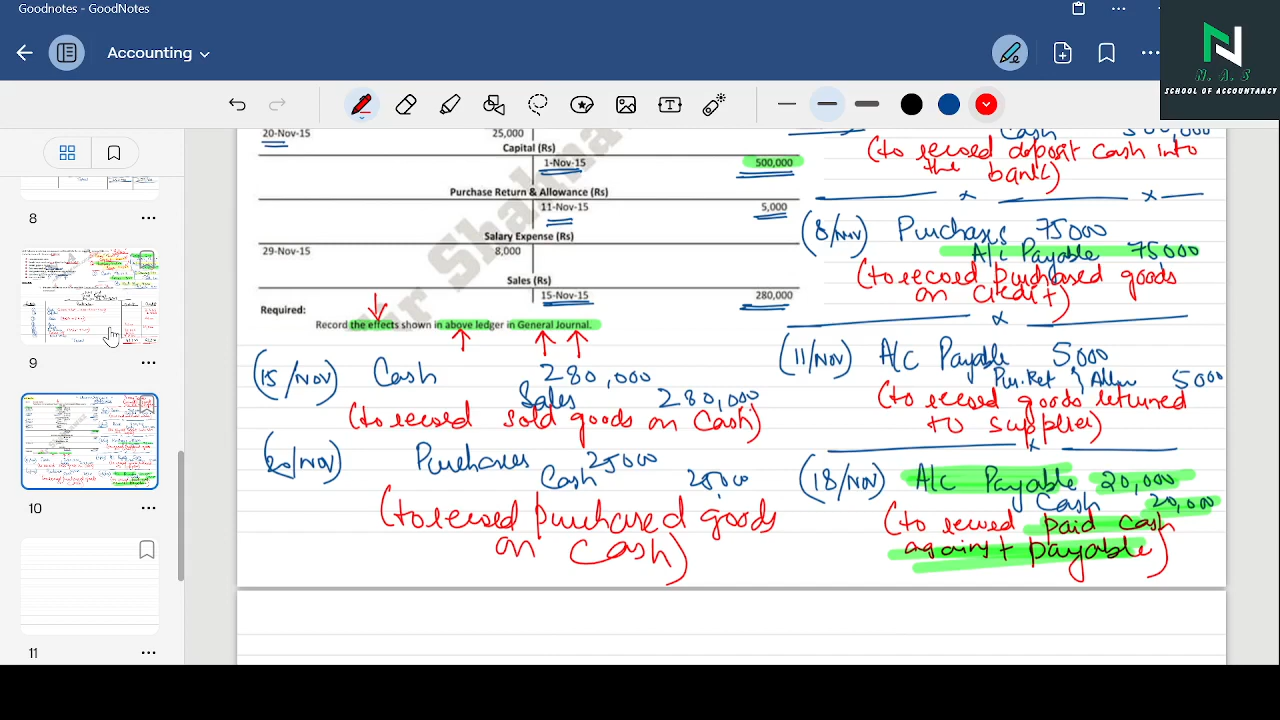 Goodnotes - GoodNotes
Accounting
N. A. S
SCHOOL OF ACCOUNTANCY
8
9
10
11
20-Nov-15 25,000
Capital (Rs)
1-Nov-15 500,000
Purchase Return & Allowance (Rs)
11-Nov-15 5,000
Salary Expense (Rs)
29-Nov-15 8,000
Sales (Rs)
15-Nov-15 280,000
Required:
Record the effects shown in above ledger in General Journal.
(15/NOV) Cash 280,000
Sales 280,000
(to record sold goods on Cash)
(20/NOV) Purchases 25000
Cash 25,000
(to record purchased goods
on Cash)
Cash 500,000
(to record deposit cash into
the bank)
x x
(8/Nov) Purchases 75000
A/c Payable 75000
(to record purchased goods
on Credit)
x
(11/NOV) A/C Payable 5000
Pur.Ret & Allow 5000
(to record goods returned
to supplier)
x
(18/NOV) A/c Payable 20,000
Cash 20,000
(to record paid cash
against payable)